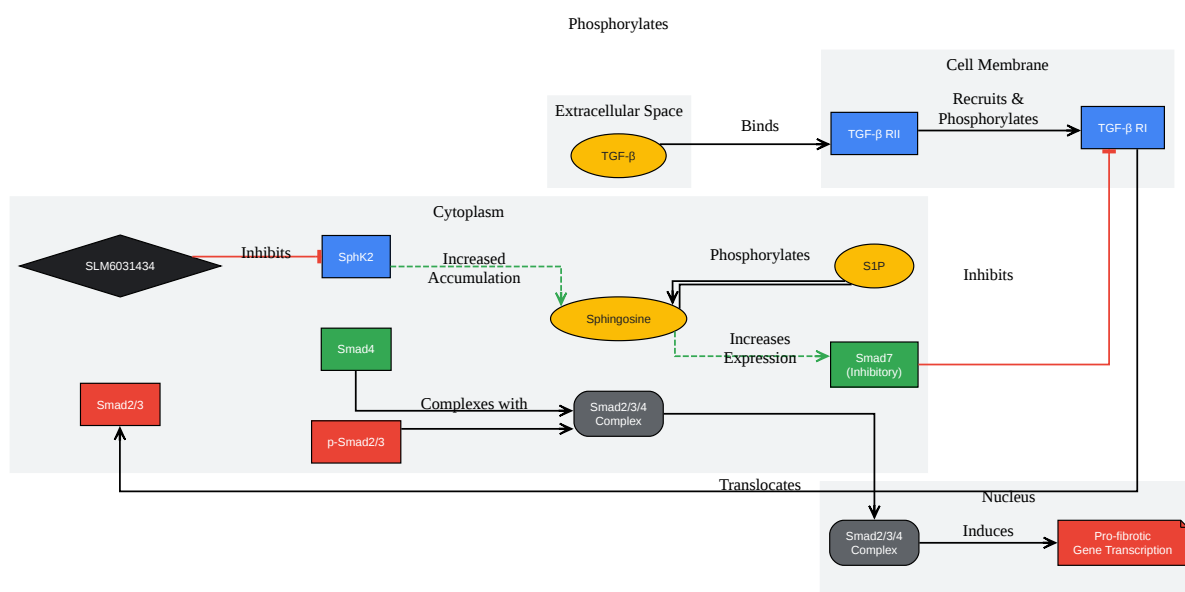 Phosphorylates
Cell Membrane
Extracellular Space
Recruits &
Phosphorylates
Binds
TGF-β RII
TGF-β RI
TGF-β
Cytoplasm
SLM6031434
Inhibits
SphK2
Increased
Accumulation
Phosphorylates
S1P
Inhibits
Sphingosine
Smad4
Increases
Expression
Smad7
(Inhibitory)
Smad2/3
Complexes with
Smad2/3/4
Complex
p-Smad2/3
Translocates
Nucleus
Smad2/3/4
Complex
Induces
Pro-fibrotic
Gene Transcription